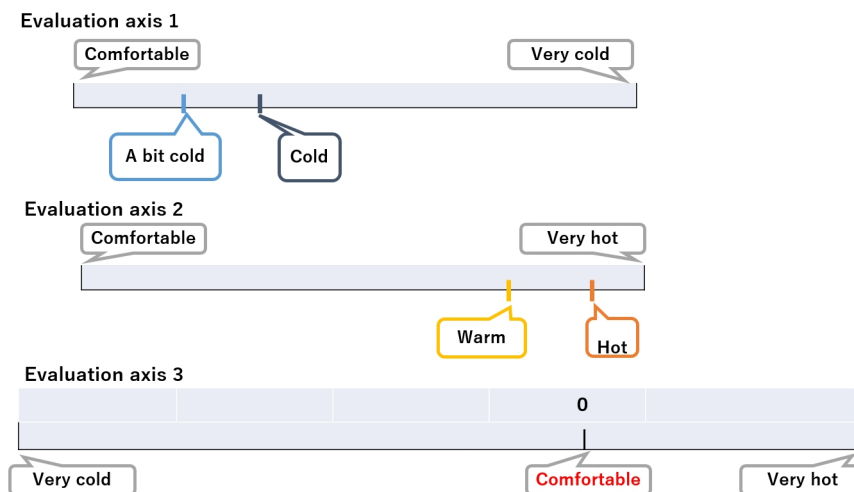 Evaluation axis 1
Comfortable
Very cold
A bit cold
Cold
Evaluation axis 2
Comfortable
Very hot
Warm
Hot
Evaluation axis 3
0
Very cold
Comfortable
Very hot